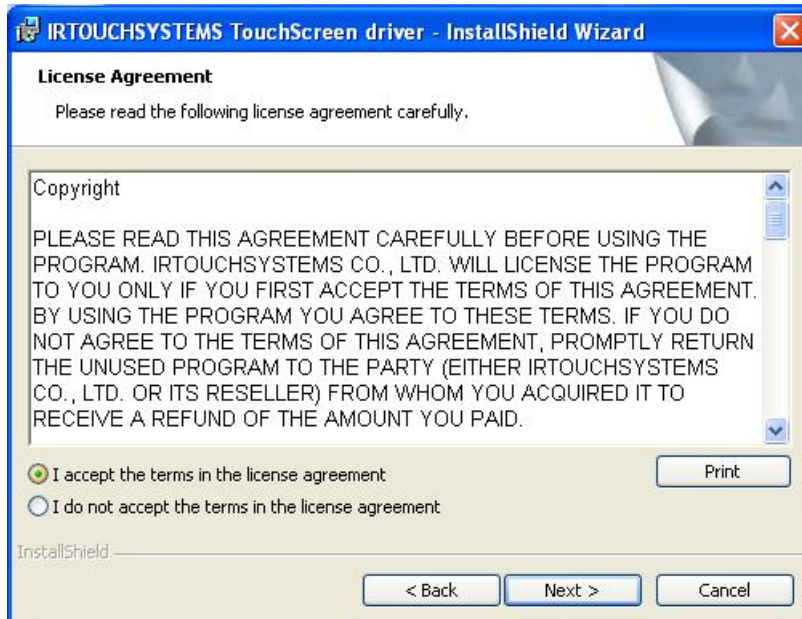 IRTOUCHSYSTEMS TouchScreen driver - InstallShield Wizard
License Agreement
Please read the following license agreement carefully.
Copyright
PLEASE READ THIS AGREEMENT CAREFULLY BEFORE USING THE
PROGRAM. IRTOUCHSYSTEMS CO., LTD. WILL LICENSE THE PROGRAM
TO YOU ONLY IF YOU FIRST ACCEPT THE TERMS OF THIS AGREEMENT.
BY USING THE PROGRAM YOU AGREE TO THESE TERMS. IF YOU DO
NOT AGREE TO THE TERMS OF THIS AGREEMENT, PROMPTLY RETURN
THE UNUSED PROGRAM TO THE PARTY (EITHER IRTOUCHSYSTEMS
CO., LTD. OR ITS RESELLER) FROM WHOM YOU ACQUIRED IT TO
RECEIVE A REFUND OF THE AMOUNT YOU PAID.
I accept the terms in the license agreement
Print
I do not accept the terms in the license agreement
InstallShield
< Back Next > Cancel